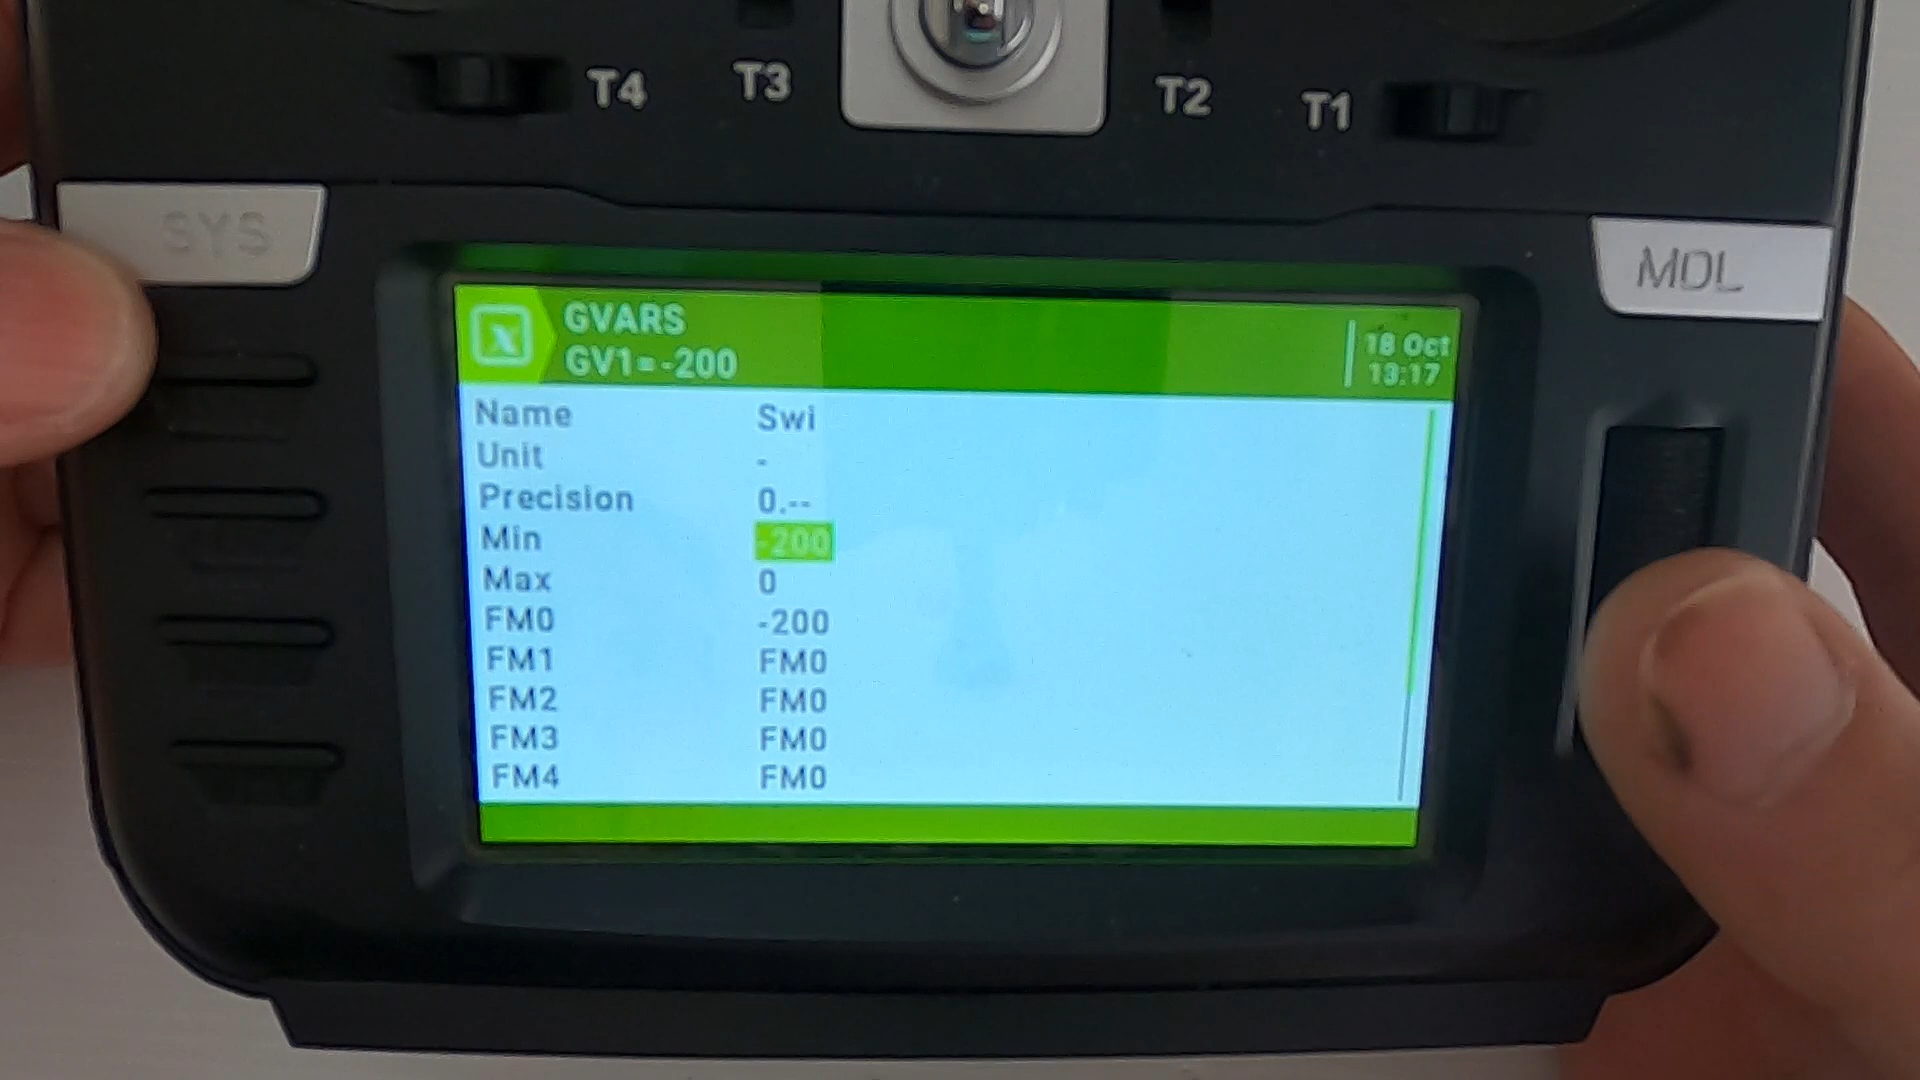 T4 T3 T2 T1
SYS
MDL
GVARS
GV1=-200
18 Oct
13:17
Name Swi
Unit -
Precision 0.--
Min -200
Max 0
FM0 -200
FM1 FM0
FM2 FM0
FM3 FM0
FM4 FM0